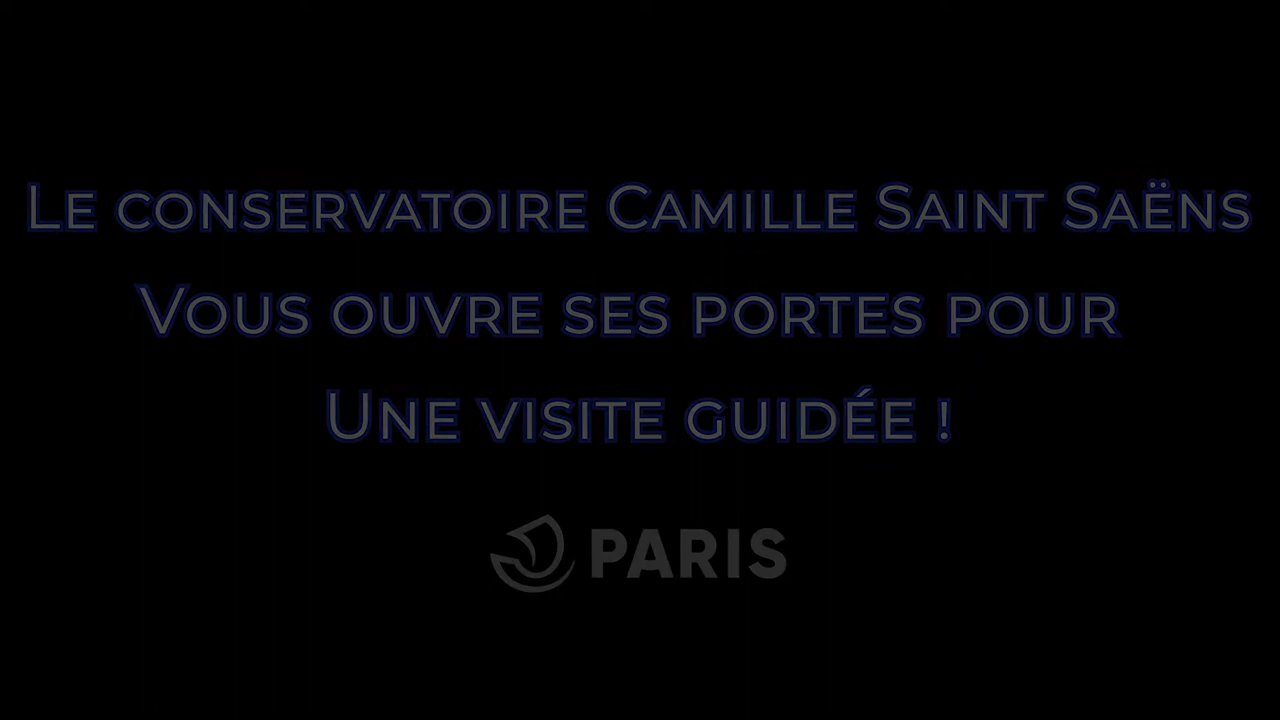 Le conservatoire Camille Saint Saëns
Vous ouvre ses portes pour
Une visite guidée !
PARIS